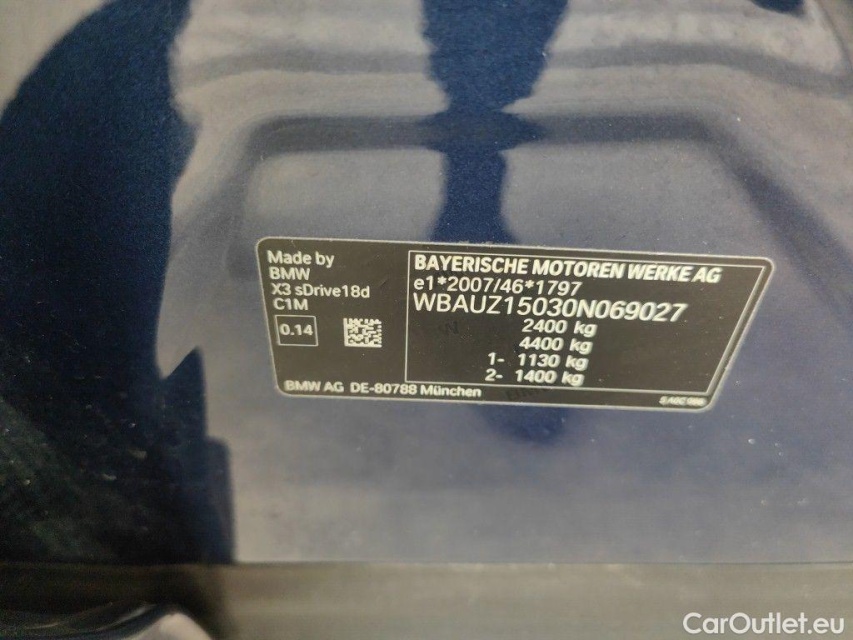 Made by
BMW
X3 sDrive18d
C1M
0.14
BAYERISCHE MOTOREN WERKE AG
e1*2007/46*1797
WBAUZ15030N069027
2400 kg
4400 kg
1- 1130 kg
2- 1400 kg
BMW AG DE-80788 München
CarOutlet.eu